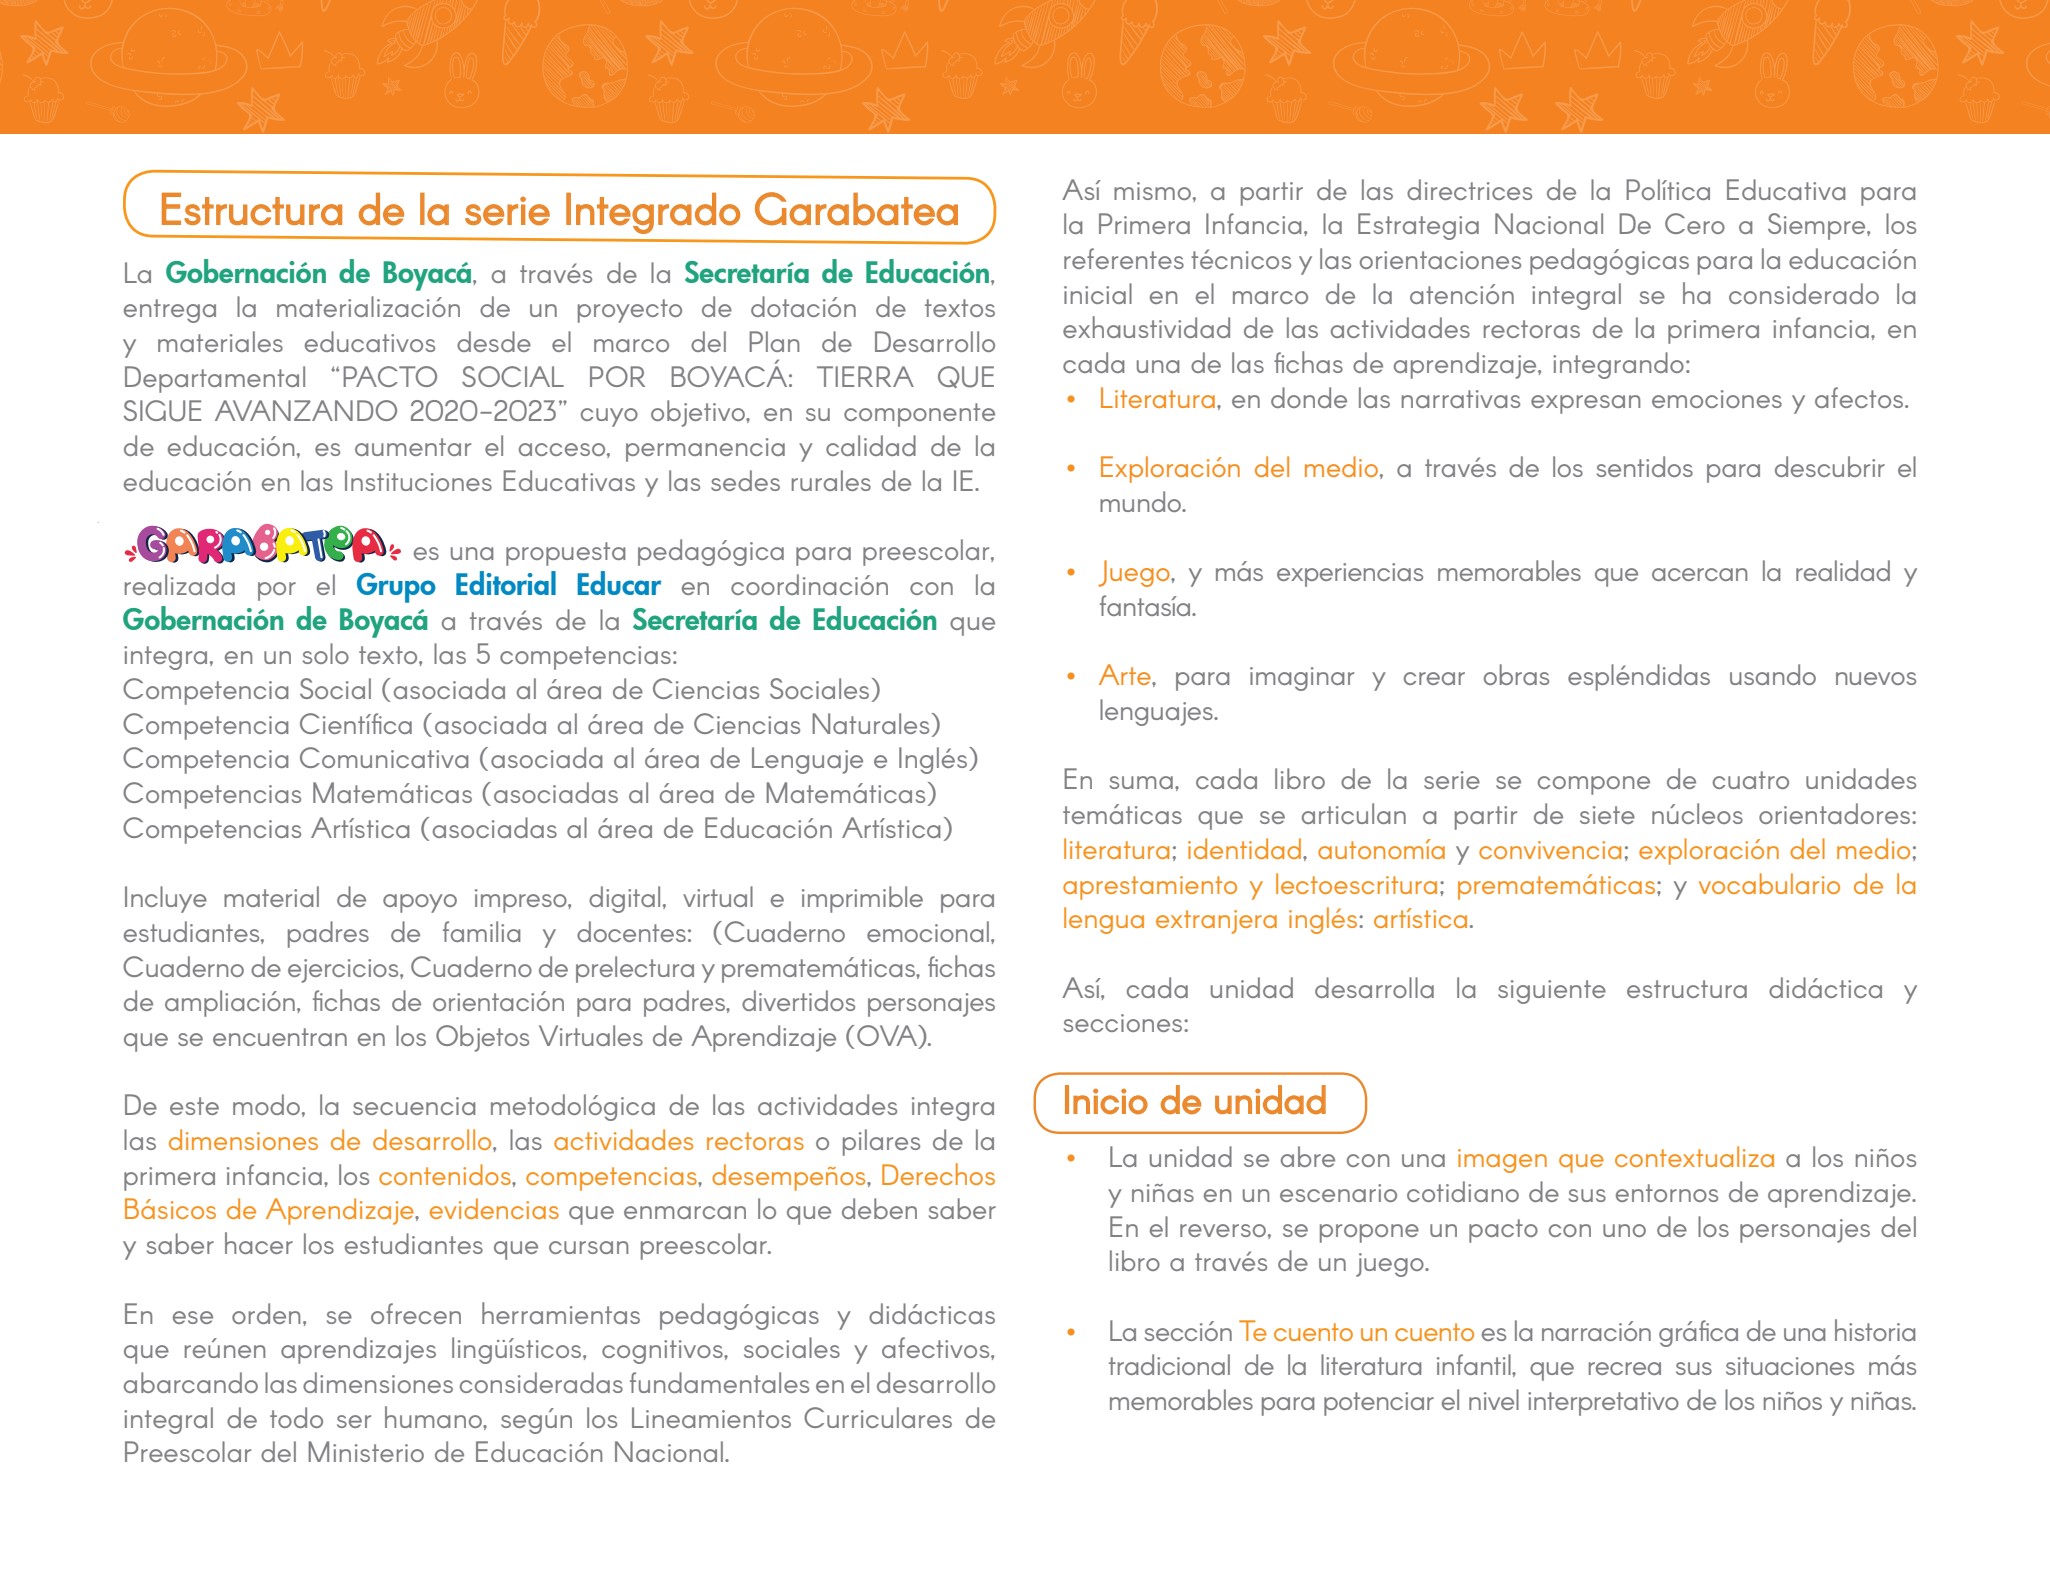 Estructura de la serie Integrado Garabatea
La Gobernación de Boyacá, a través de la Secretaría de Educación,
entrega la materialización de un proyecto de dotación de textos
y materiales educativos desde el marco del Plan de Desarrollo
Departamental “PACTO SOCIAL POR BOYACÁ: TIERRA QUE
SIGUE AVANZANDO 2020-2023” cuyo objetivo, en su componente
de educación, es aumentar el acceso, permanencia y calidad de la
educación en las Instituciones Educativas y las sedes rurales de la IE.
GARABATEA es una propuesta pedagógica para preescolar,
realizada por el Grupo Editorial Educar en coordinación con la
Gobernación de Boyacá a través de la Secretaría de Educación que
integra, en un solo texto, las 5 competencias:
Competencia Social (asociada al área de Ciencias Sociales)
Competencia Científica (asociada al área de Ciencias Naturales)
Competencia Comunicativa (asociada al área de Lenguaje e Inglés)
Competencias Matemáticas (asociadas al área de Matemáticas)
Competencias Artística (asociadas al área de Educación Artística)
Incluye material de apoyo impreso, digital, virtual e imprimible para
estudiantes, padres de familia y docentes: (Cuaderno emocional,
Cuaderno de ejercicios, Cuaderno de prelectura y prematemáticas, fichas
de ampliación, fichas de orientación para padres, divertidos personajes
que se encuentran en los Objetos Virtuales de Aprendizaje (OVA).
De este modo, la secuencia metodológica de las actividades integra
las dimensiones de desarrollo, las actividades rectoras o pilares de la
primera infancia, los contenidos, competencias, desempeños, Derechos
Básicos de Aprendizaje, evidencias que enmarcan lo que deben saber
y saber hacer los estudiantes que cursan preescolar.
En ese orden, se ofrecen herramientas pedagógicas y didácticas
que reúnen aprendizajes lingüísticos, cognitivos, sociales y afectivos,
abarcando las dimensiones consideradas fundamentales en el desarrollo
integral de todo ser humano, según los Lineamientos Curriculares de
Preescolar del Ministerio de Educación Nacional.
Así mismo, a partir de las directrices de la Política Educativa para
la Primera Infancia, la Estrategia Nacional De Cero a Siempre, los
referentes técnicos y las orientaciones pedagógicas para la educación
inicial en el marco de la atención integral se ha considerado la
exhaustividad de las actividades rectoras de la primera infancia, en
cada una de las fichas de aprendizaje, integrando:
• Literatura, en donde las narrativas expresan emociones y afectos.
• Exploración del medio, a través de los sentidos para descubrir el
mundo.
• Juego, y más experiencias memorables que acercan la realidad y
fantasía.
• Arte, para imaginar y crear obras espléndidas usando nuevos
lenguajes.
En suma, cada libro de la serie se compone de cuatro unidades
temáticas que se articulan a partir de siete núcleos orientadores:
literatura; identidad, autonomía y convivencia; exploración del medio;
aprestamiento y lectoescritura; prematemáticas; y vocabulario de la
lengua extranjera inglés: artística.
Así, cada unidad desarrolla la siguiente estructura didáctica y
secciones:
Inicio de unidad
• La unidad se abre con una imagen que contextualiza a los niños
y niñas en un escenario cotidiano de sus entornos de aprendizaje.
En el reverso, se propone un pacto con uno de los personajes del
libro a través de un juego.
• La sección Te cuento un cuento es la narración gráfica de una historia
tradicional de la literatura infantil, que recrea sus situaciones más
memorables para potenciar el nivel interpretativo de los niños y niñas.